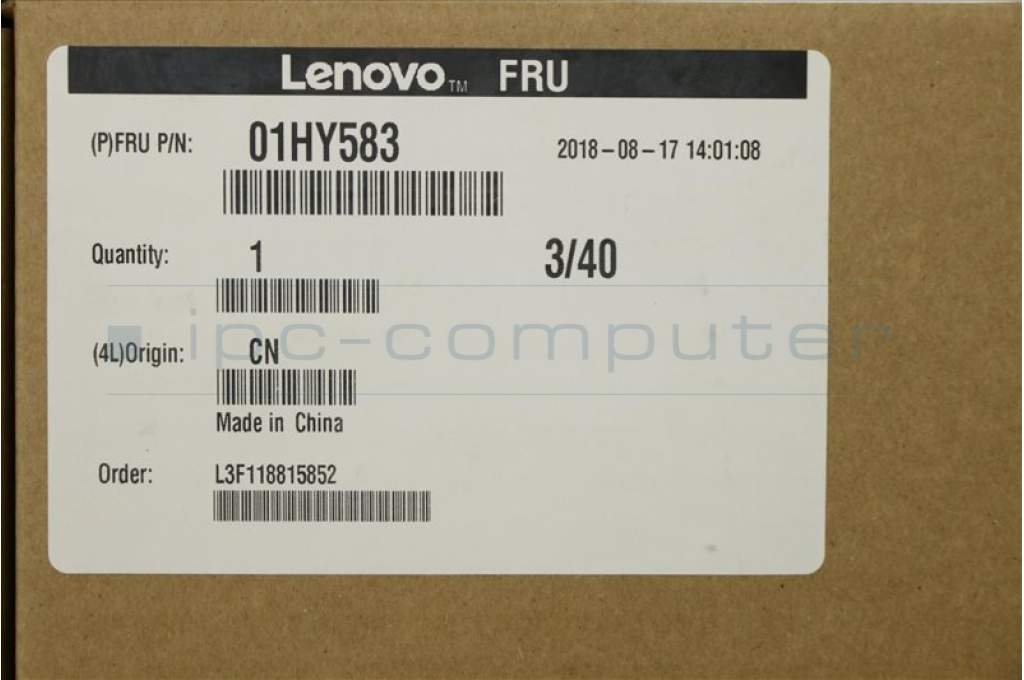 Lenovo™ FRU
(P)FRU P/N: 01HY583 2018-08-17 14:01:08
Quantity: 1 3/40
ipc-computer
(4L)Origin: CN
Made in China
Order: L3F118815852